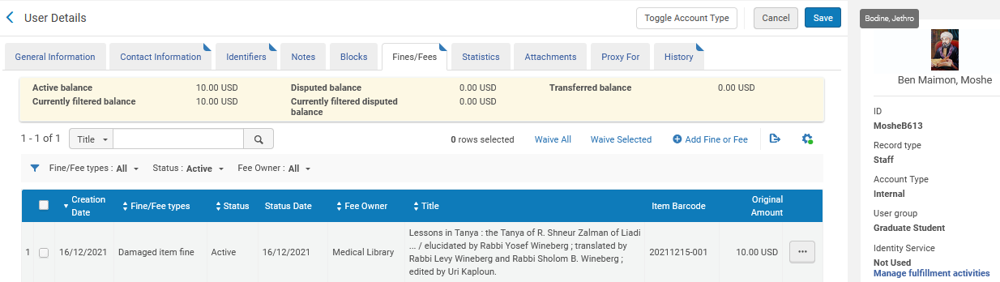 User Details
Toggle Account Type
Cancel
Save
General Information
Contact Information
Identifiers
Notes
Blocks
Fines/Fees
Statistics
Attachments
Proxy For
History
Active balance 10.00 USD Disputed balance 0.00 USD Transferred balance 0.00 USD
Currently filtered balance 10.00 USD Currently filtered disputed 0.00 USD
balance
1 - 1 of 1 Title 0 rows selected Waive All Waive Selected Add Fine or Fee
Fine/Fee types : All Status : Active Fee Owner : All
Creation
Date
Fine/Fee types
Status
Status Date
Fee Owner
Title
Item Barcode
Original
Amount
1 16/12/2021 Damaged item fine Active 16/12/2021 Medical Library
Lessons in Tanya : the Tanya of R. Shneur Zalman of Liadi
... / elucidated by Rabbi Yosef Wineberg ; translated by
Rabbi Levy Wineberg and Rabbi Sholom B. Wineberg ;
edited by Uri Kaploun.
20211215-001 10.00 USD
Bodine, Jethro
Ben Maimon, Moshe
ID
MosheB613
Record type
Staff
Account Type
Internal
User group
Graduate Student
Identity Service
Not Used
Manage fulfillment activities